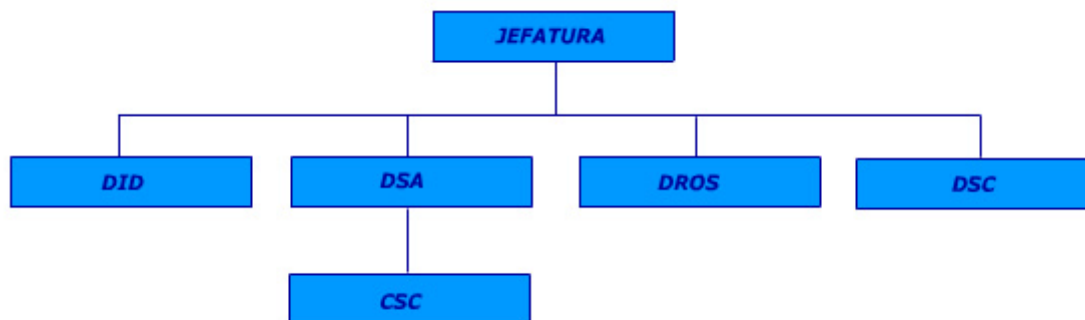 JEFATURA
DID
DSA
DROS
DSC
CSC